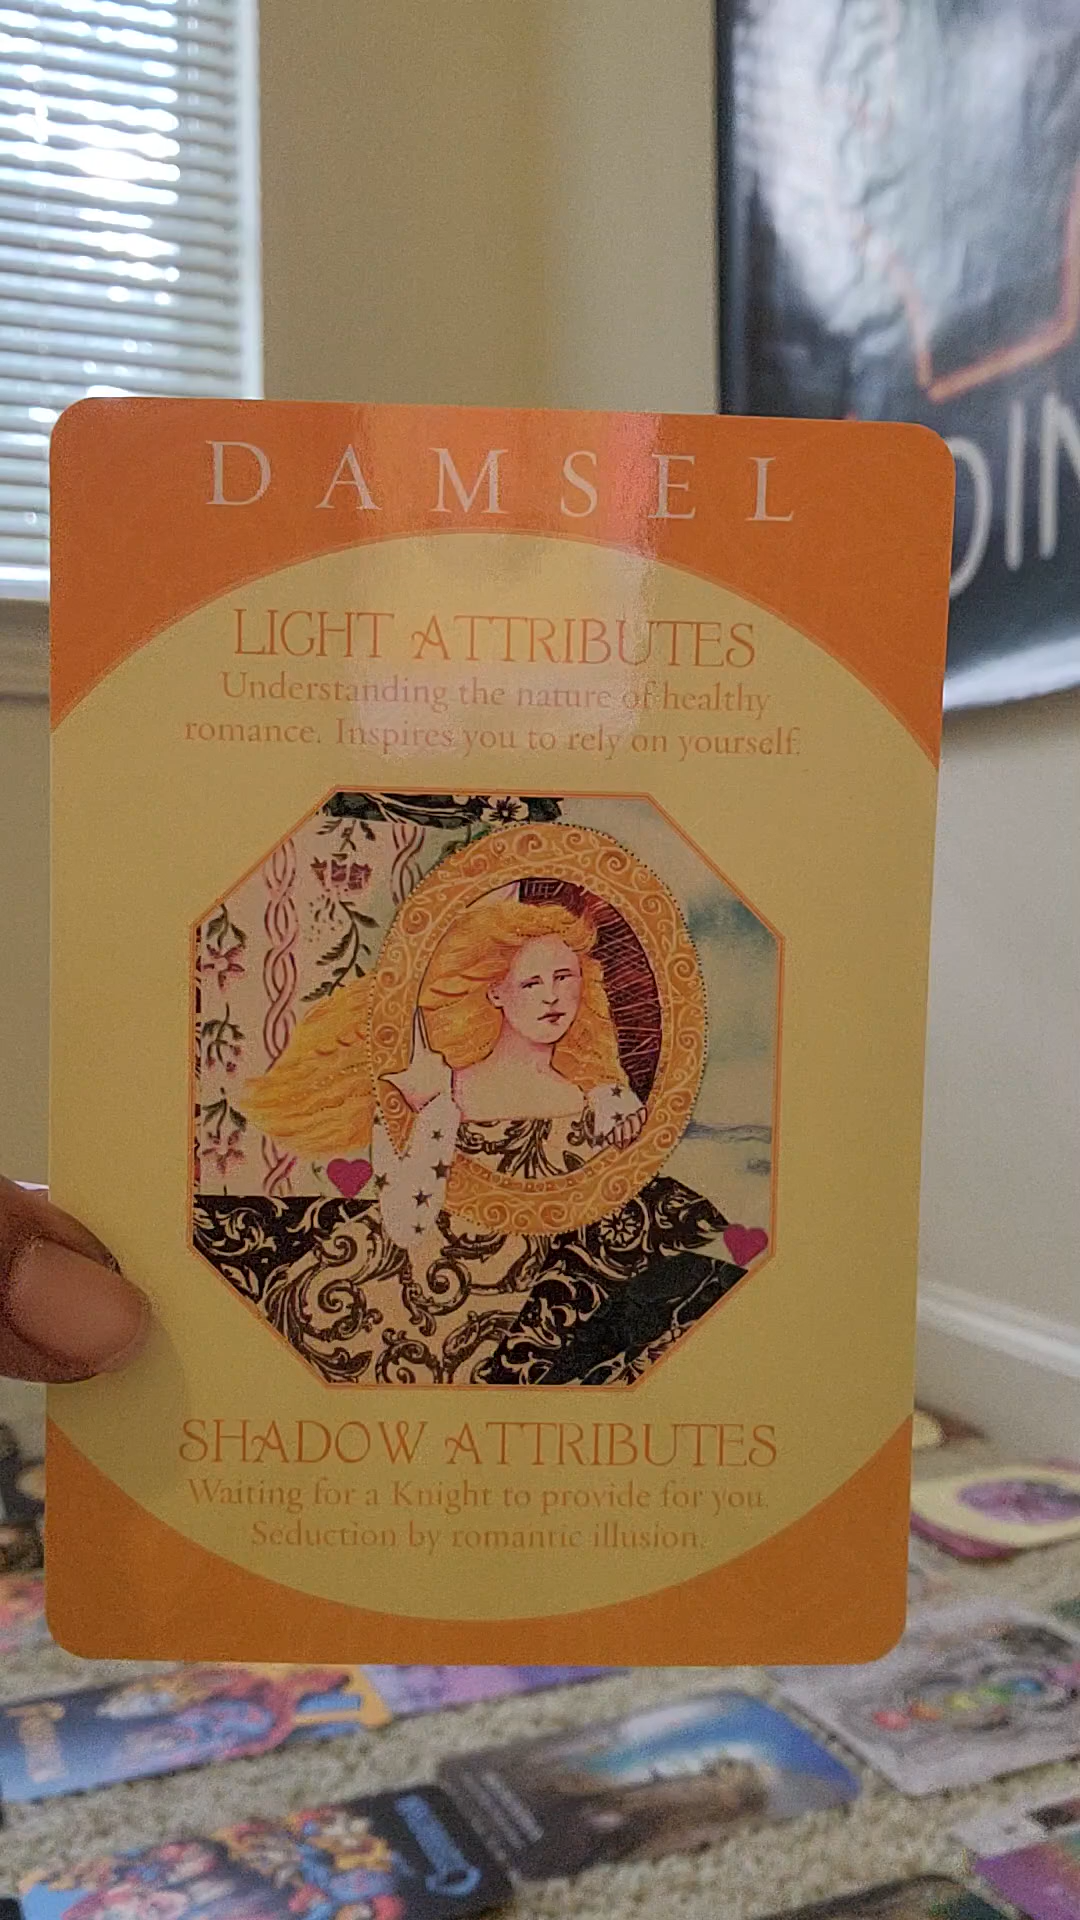 DAMSEL
LIGHT ATTRIBUTES
Understanding the nature of healthy
romance. Inspires you to rely on yourself.
SHADOW ATTRIBUTES
Waiting for a Knight to provide for you.
Seduction by romantic illusion.